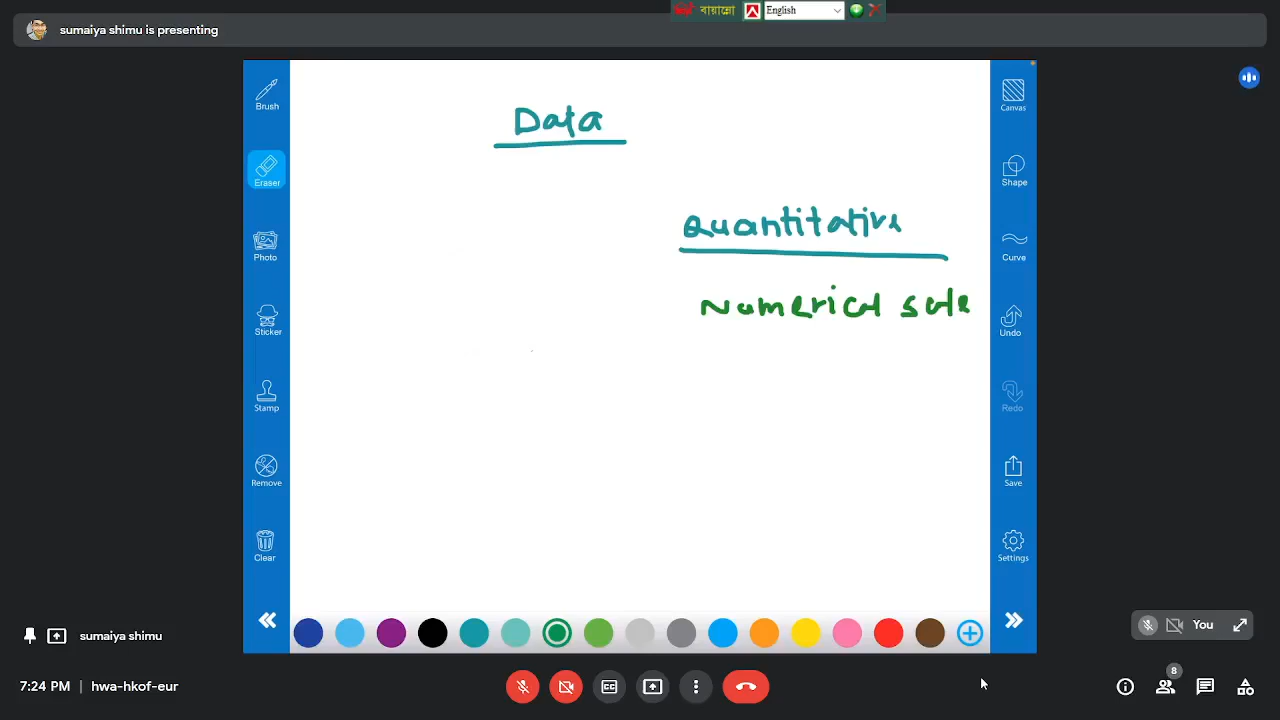 বায়ান্নো English
sumaiya shimu is presenting
Brush
Eraser
Photo
Sticker
Stamp
Remove
Clear
Data
Quantitative
Numerical sale
Canvas
Shape
Curve
Undo
Redo
Save
Settings
sumaiya shimu
You
7:24 PM | hwa-hkof-eur
8